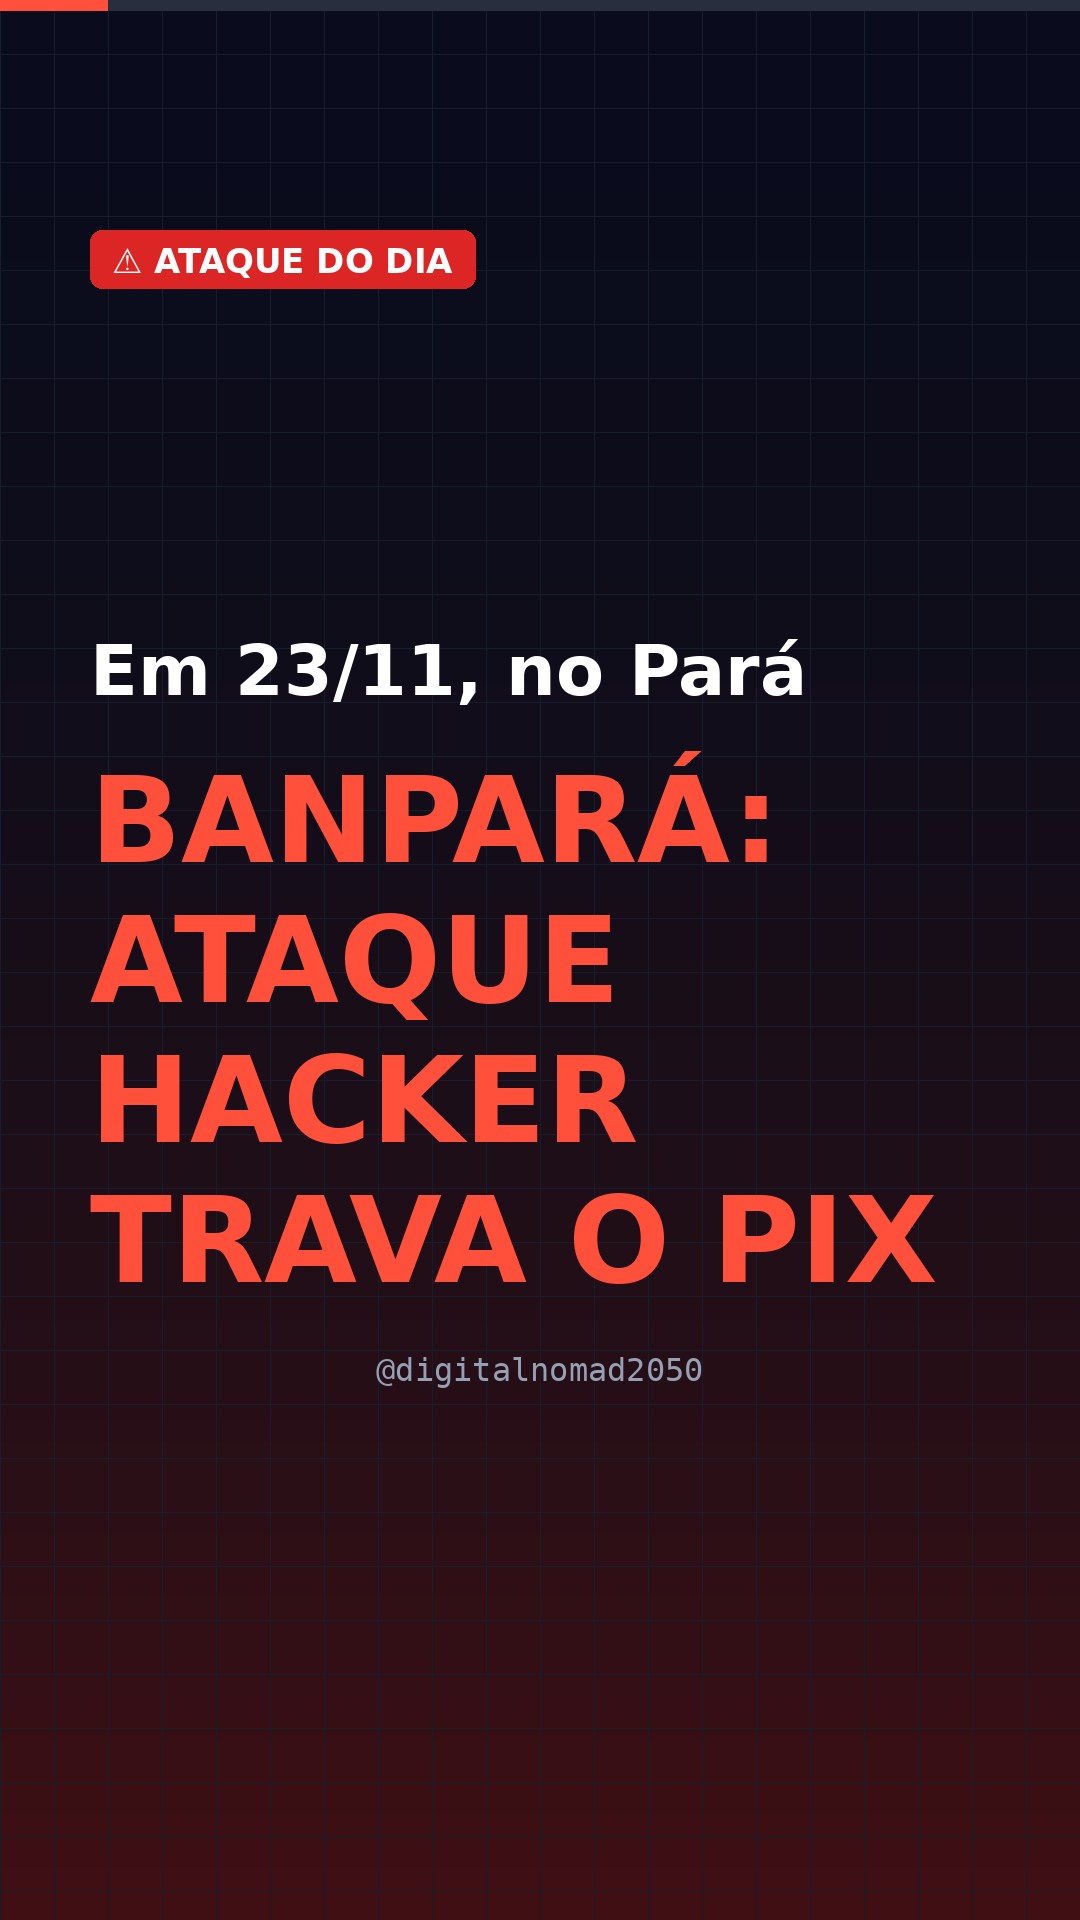 ⚠ ATAQUE DO DIA
Em 23/11, no Pará
BANPARÁ:
ATAQUE
HACKER
TRAVA O PIX
@digitalnomad2050